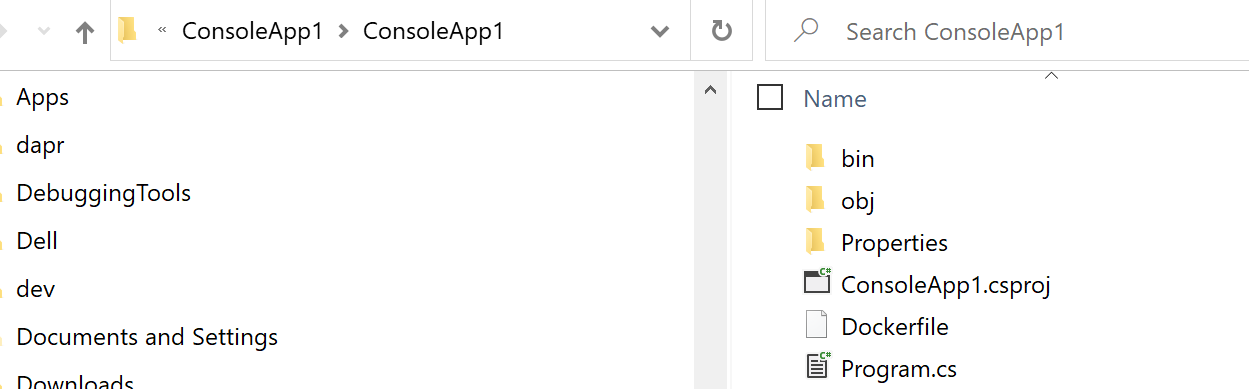 « ConsoleApp1 > ConsoleApp1
Search ConsoleApp1
Apps
dapr
DebuggingTools
Dell
dev
Documents and Settings
Downloads
Name
bin
obj
Properties
C# ConsoleApp1.csproj
Dockerfile
C# Program.cs